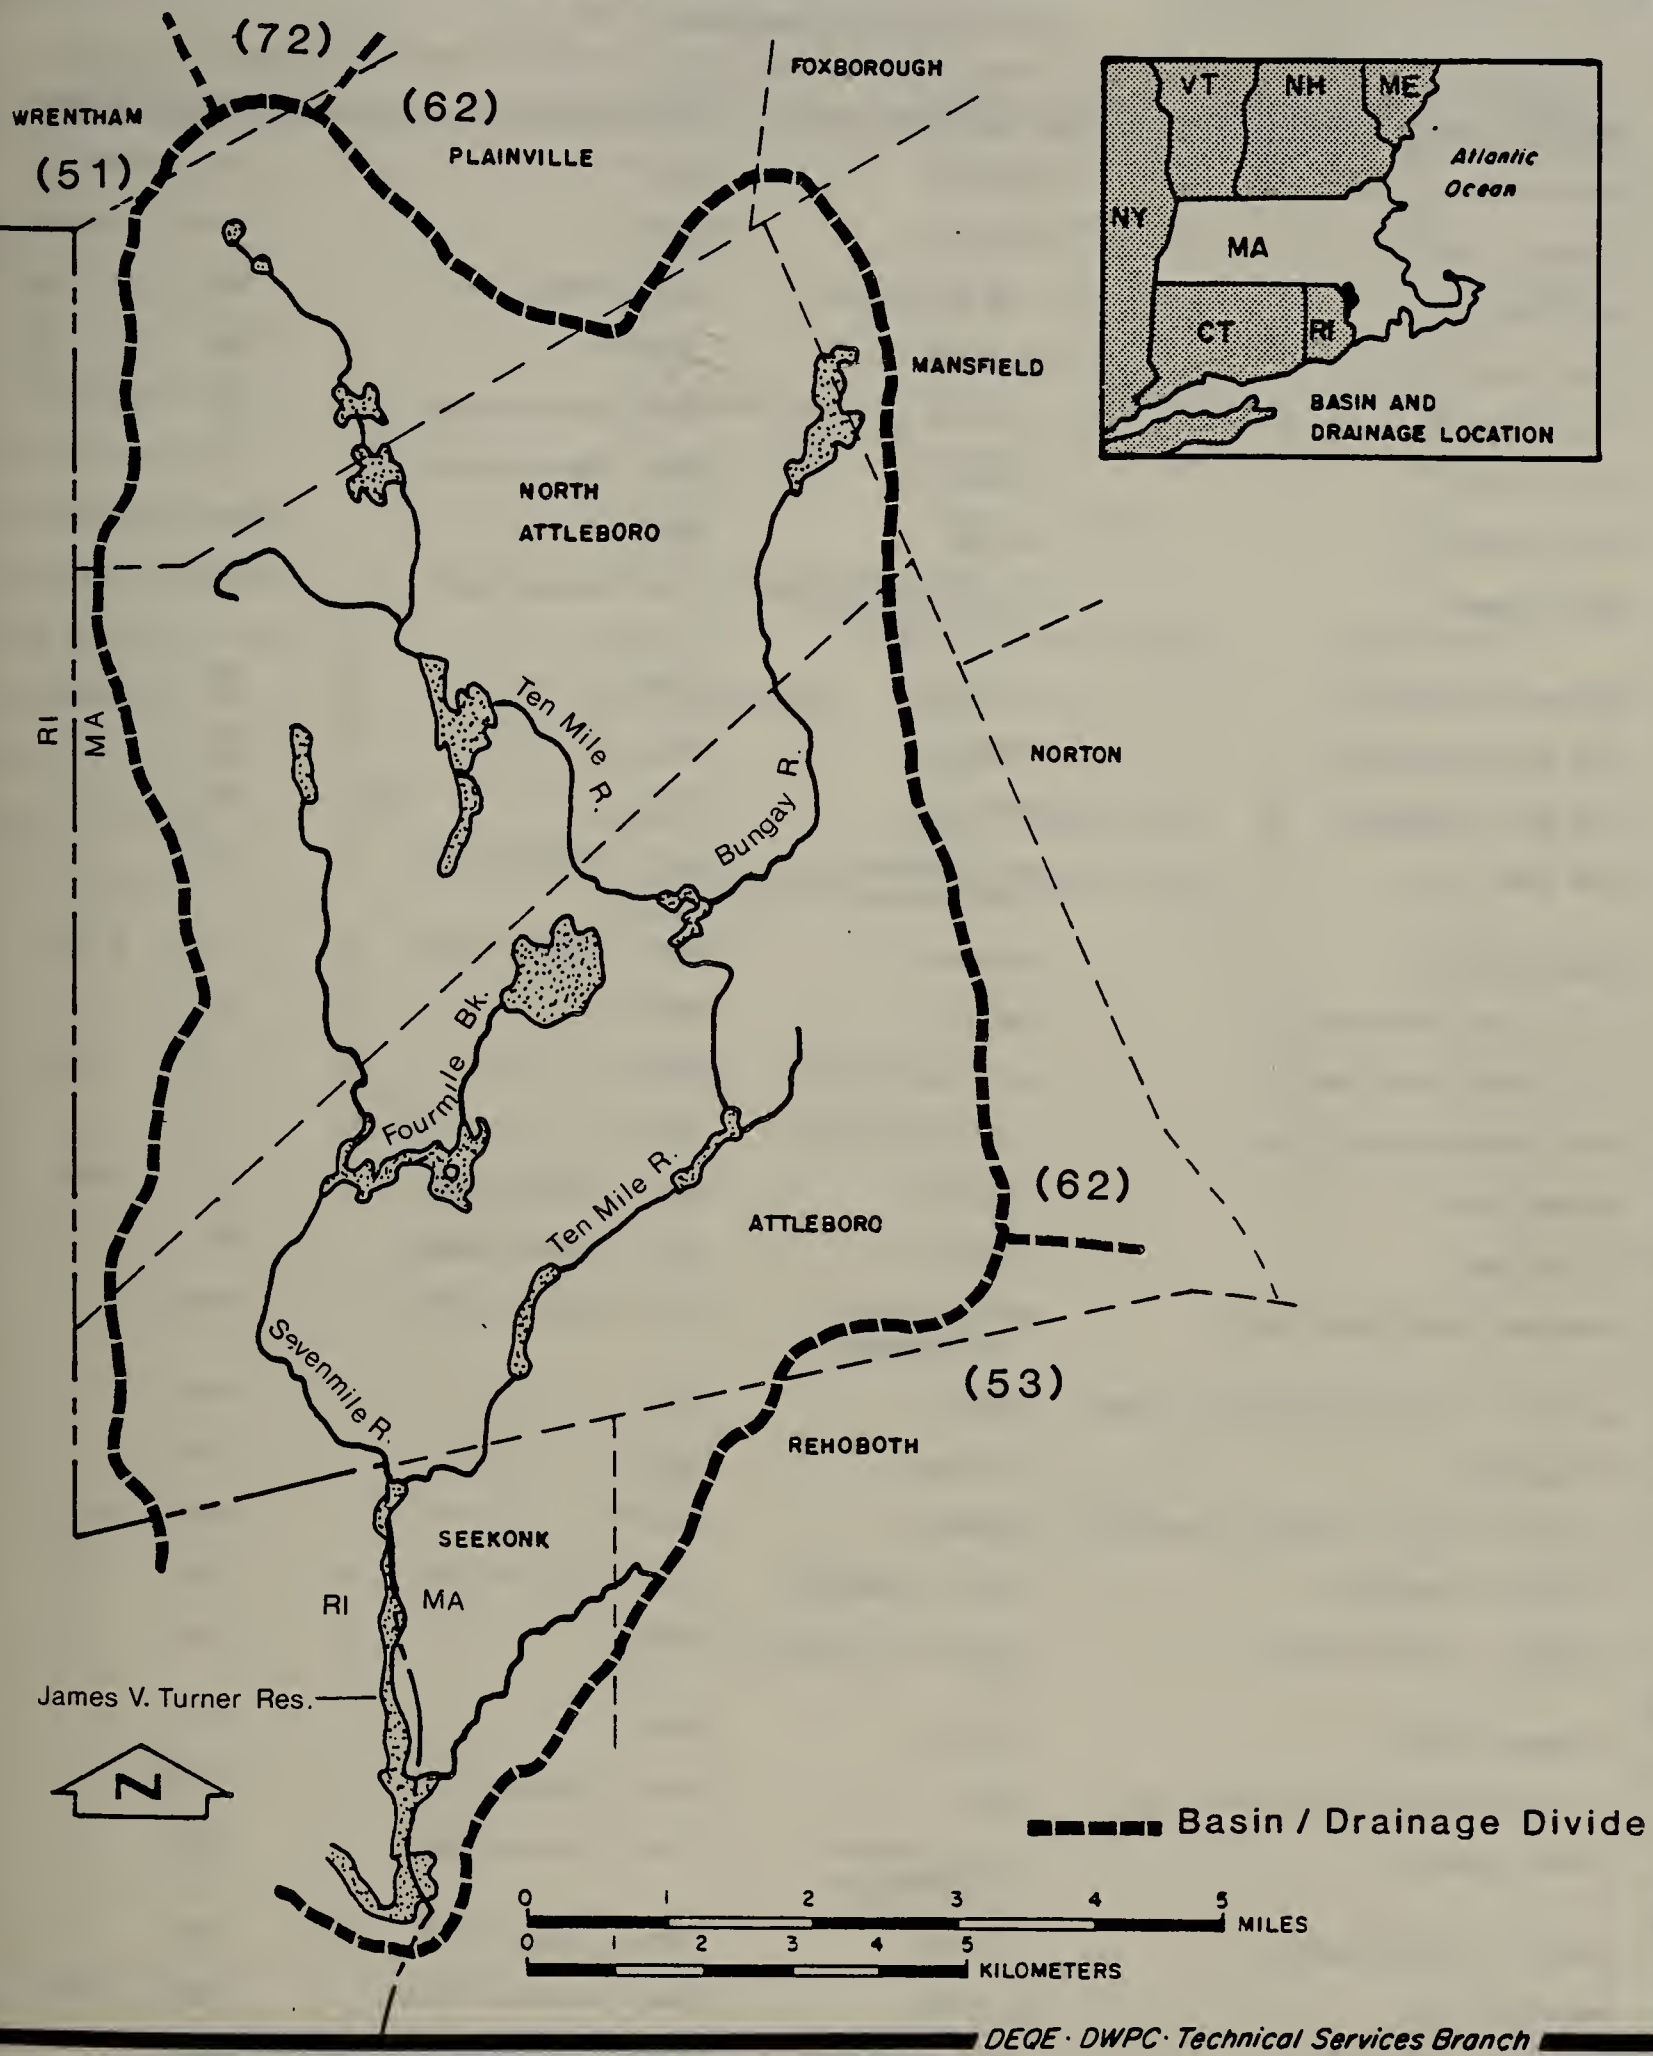 (72)
FOXBOROUGH
WRENTHAM
(62)
PLAINVILLE
(51)
VT
NH
ME
Atlantic
Ocean
NY
MA
CT
RI
BASIN AND
DRAINAGE LOCATION
MANSFIELD
NORTH
ATTLEBORO
Ten Mile R.
RI
MA
NORTON
Bungay R.
Fourmile Bk.
Ten Mile R.
(62)
ATTLEBORO
Sevenmile R.
(53)
REHOBOTH
SEEKONK
RI
MA
James V. Turner Res.
N
Basin / Drainage Divide
0 1 2 3 4 5
MILES
0 1 2 3 4 5
KILOMETERS
DEQE · DWPC · Technical Services Branch